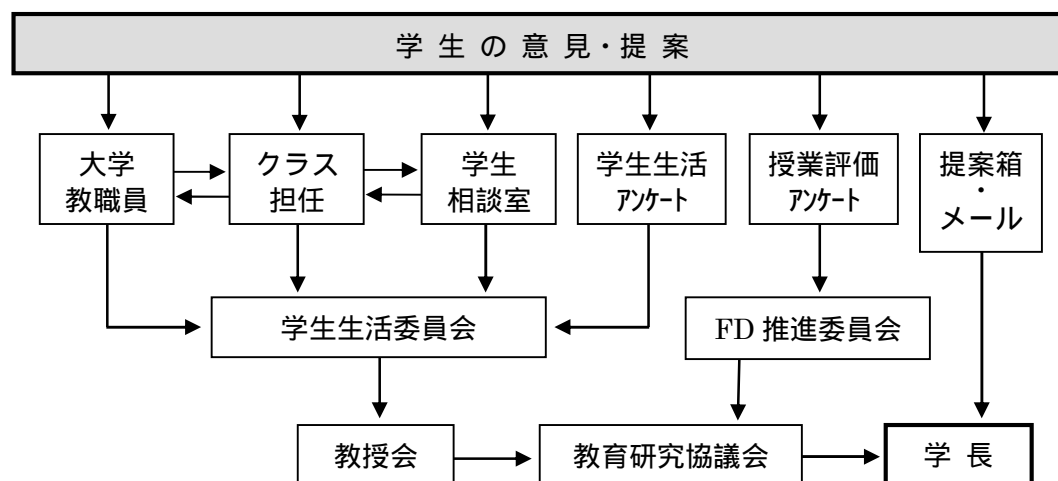 学生の意見・提案
大学
教職員
クラス
担任
学生
相談室
学生生活
アンケート
授業評価
アンケート
提案箱
・
メール
学生生活委員会
FD 推進委員会
教授会
教育研究協議会
学 長